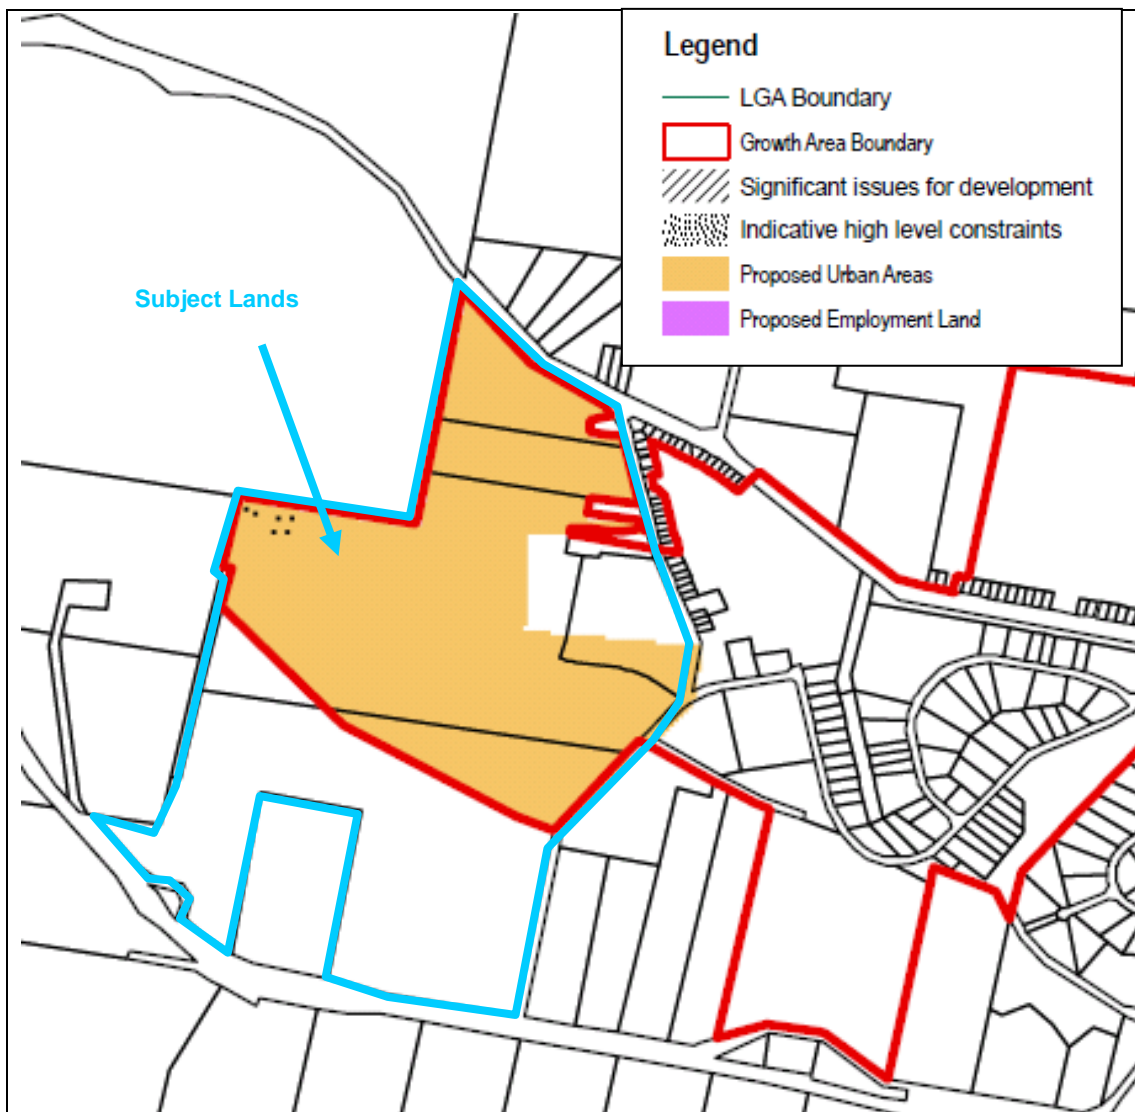 Legend
LGA Boundary
Growth Area Boundary
Significant issues for development
Indicative high level constraints
Proposed Urban Areas
Proposed Employment Land
Subject Lands